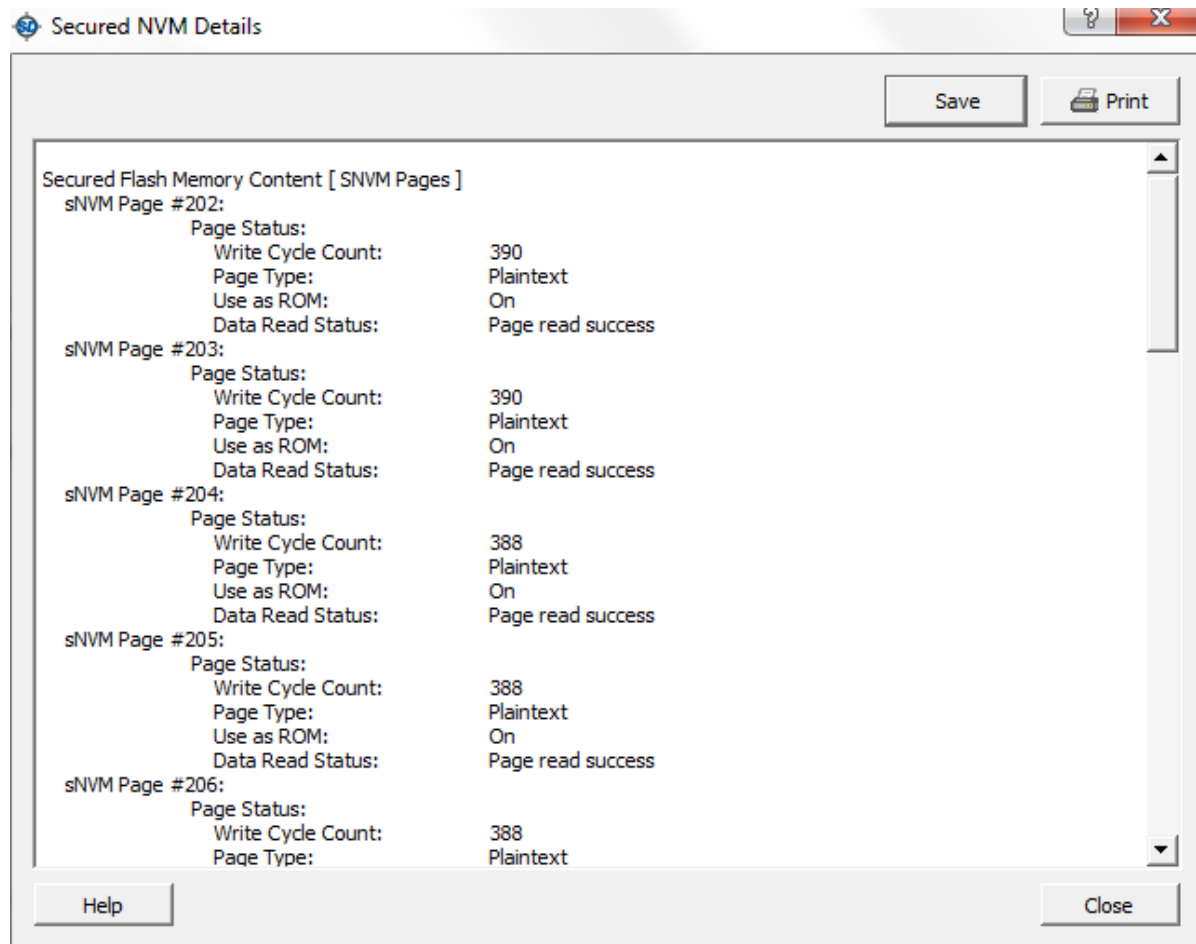 Secured NVM Details
Save Print
Secured Flash Memory Content [ SNVM Pages ]
sNVM Page #202:
Page Status:
Write Cycle Count: 390
Page Type: Plaintext
Use as ROM: On
Data Read Status: Page read success
sNVM Page #203:
Page Status:
Write Cycle Count: 390
Page Type: Plaintext
Use as ROM: On
Data Read Status: Page read success
sNVM Page #204:
Page Status:
Write Cycle Count: 388
Page Type: Plaintext
Use as ROM: On
Data Read Status: Page read success
sNVM Page #205:
Page Status:
Write Cycle Count: 388
Page Type: Plaintext
Use as ROM: On
Data Read Status: Page read success
sNVM Page #206:
Page Status:
Write Cycle Count: 388
Page Type: Plaintext
Help Close